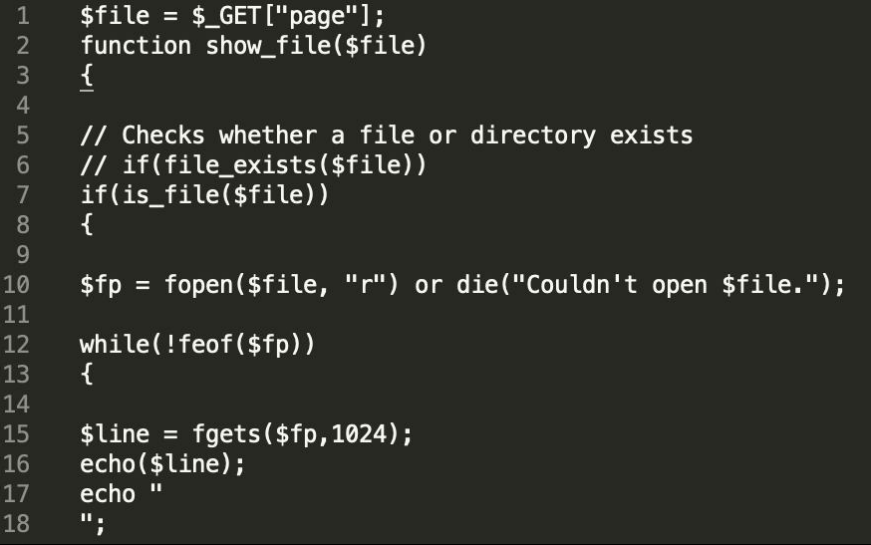 1 $file = $_GET["page"];
2 function show_file($file)
3 {
4
5 // Checks whether a file or directory exists
6 // if(file_exists($file))
7 if(is_file($file))
8 {
9
10 $fp = fopen($file, "r") or die("Couldn't open $file.");
11
12 while(!feof($fp))
13 {
14
15 $line = fgets($fp,1024);
16 echo($line);
17 echo "
18 ";